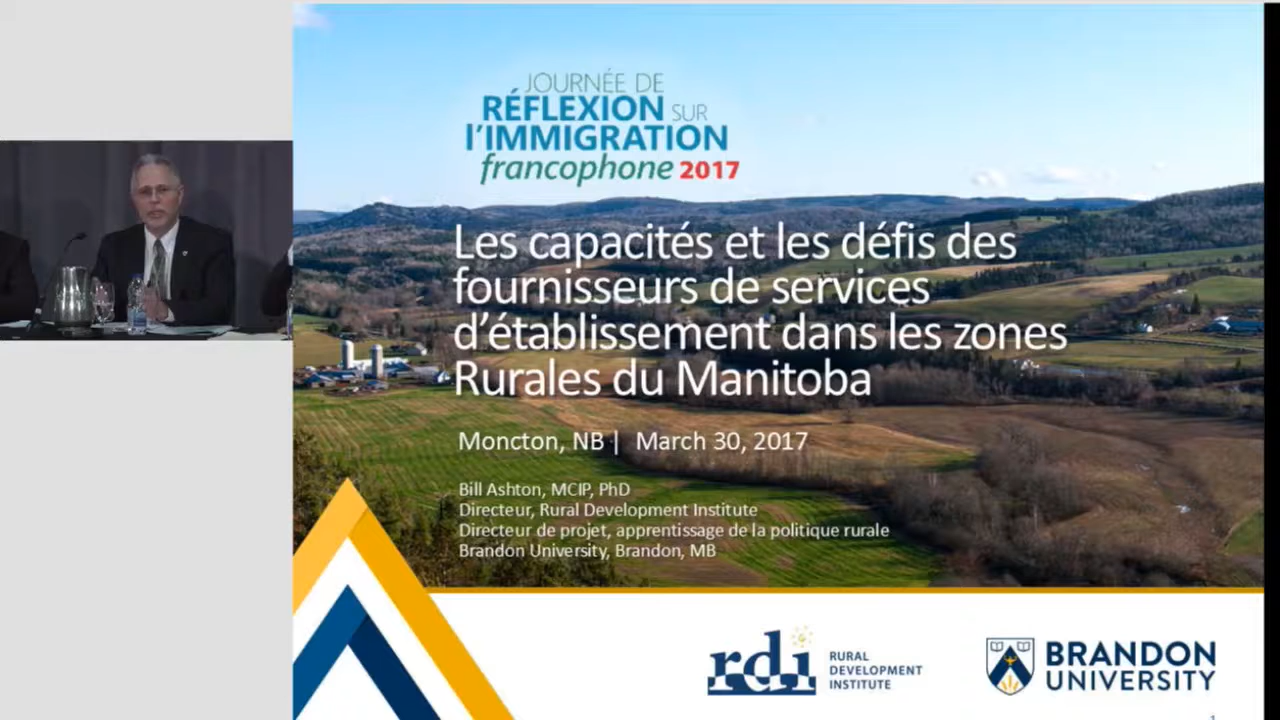 JOURNÉE DE
RÉFLEXION SUR
l'IMMIGRATION
francophone 2017
Les capacités et les défis des
fournisseurs de services
d'établissement dans les zones
Rurales du Manitoba
Moncton, NB | March 30, 2017
Bill Ashton, MCIP, PhD
Directeur, Rural Development Institute
Directeur de projet, apprentissage de la politique rurale
Brandon University, Brandon, MB
rdi
RURAL
DEVELOPMENT
INSTITUTE
BRANDON
UNIVERSITY